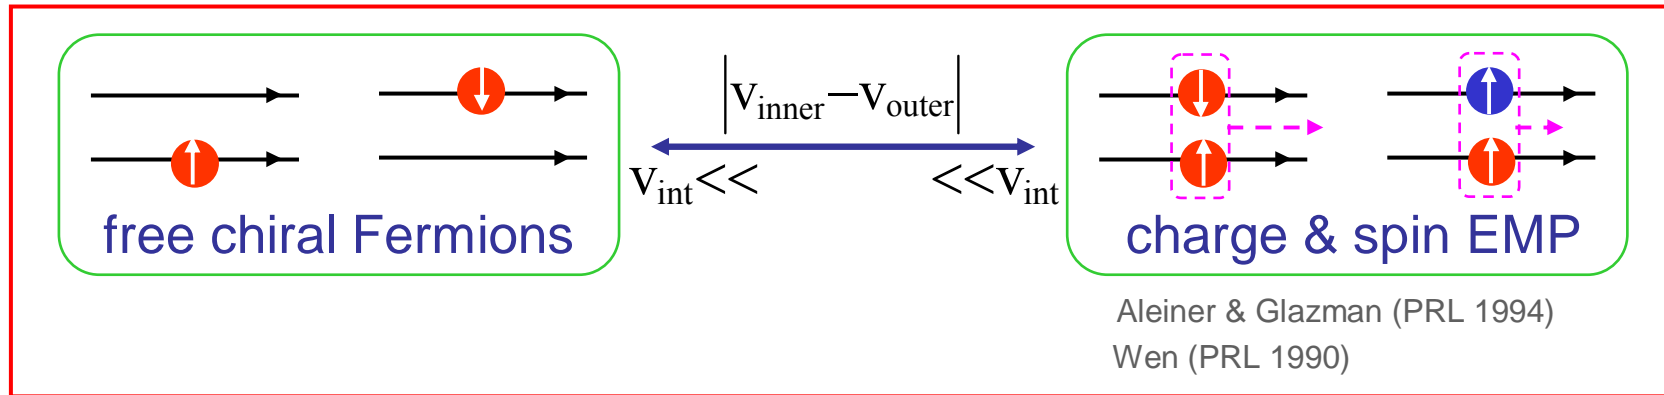 |v_inner − v_outer|
v_int << << v_int
free chiral Fermions
charge & spin EMP
Aleiner & Glazman (PRL 1994)
Wen (PRL 1990)